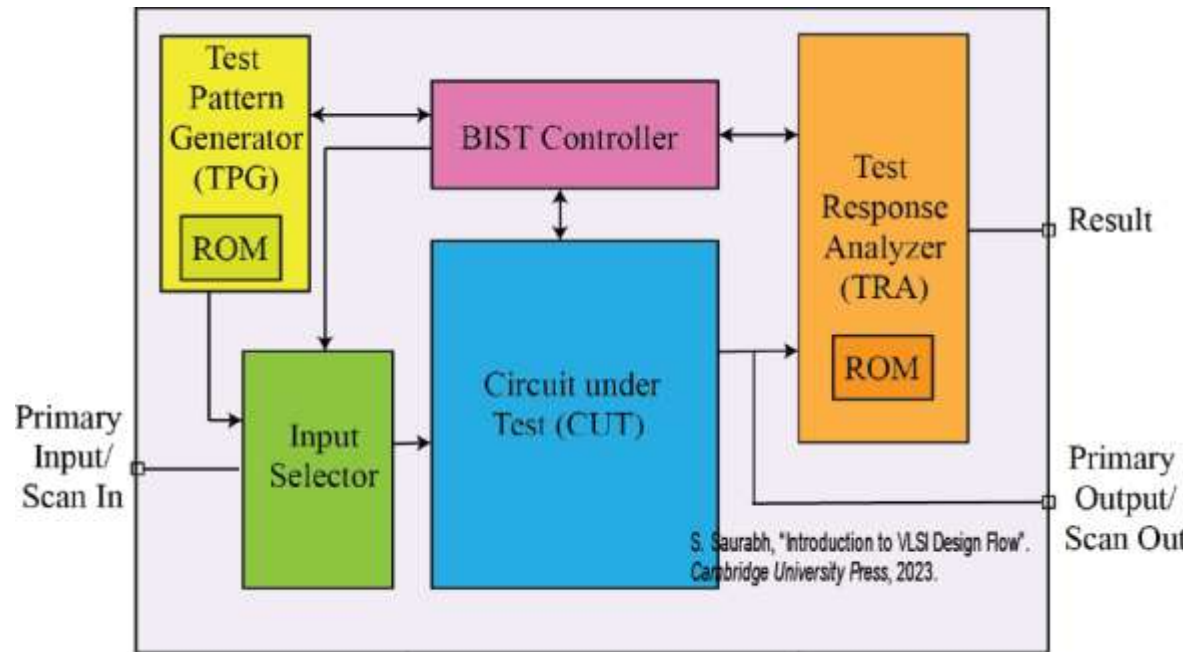 Test
Pattern
Generator
(TPG)
ROM
BIST Controller
Test
Response
Analyzer
(TRA)
ROM
Result
Circuit under
Test (CUT)
Input
Selector
Primary
Input/
Scan In
Primary
Output/
Scan Out
S. Saurabh, "Introduction to VLSI Design Flow".
Cambridge University Press, 2023.